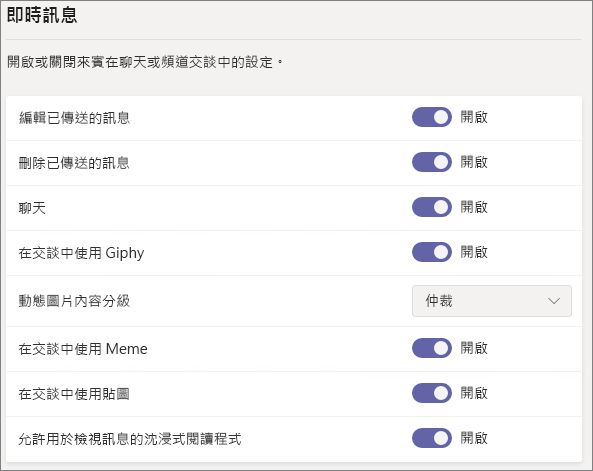 即時訊息
開啟或關閉來賓在聊天或頻道交談中的設定。
編輯已傳送的訊息 開啟
刪除已傳送的訊息 開啟
聊天 開啟
在交談中使用 Giphy 開啟
動態圖片內容分級 仲裁
在交談中使用 Meme 開啟
在交談中使用貼圖 開啟
允許用於檢視訊息的沈浸式閱讀程式 開啟